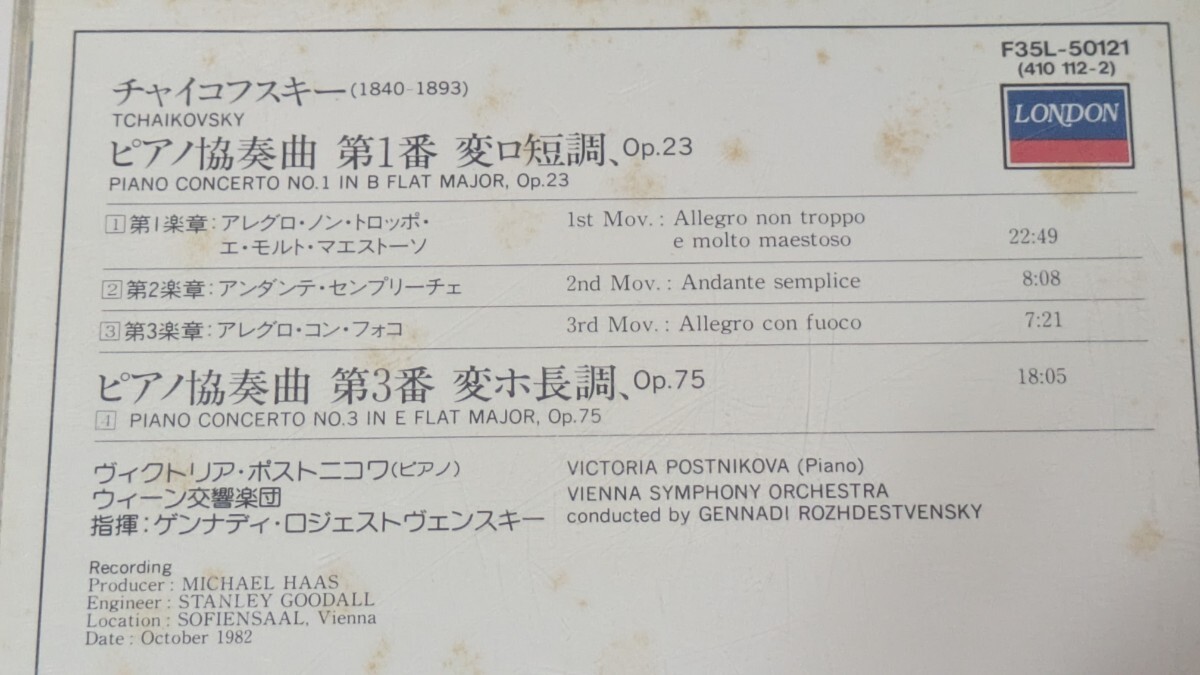 F35L-50121
(410 112-2)
LONDON
チャイコフスキー(1840-1893)
TCHAIKOVSKY
ピアノ協奏曲 第1番 変ロ短調、Op.23
PIANO CONCERTO NO.1 IN B FLAT MAJOR, Op.23
1 第1楽章:アレグロ・ノン・トロッポ・ 1st Mov.: Allegro non troppo
エ・モルト・マエストーソ e molto maestoso 22:49
2 第2楽章:アンダンテ・センプリーチェ 2nd Mov.: Andante semplice 8:08
3 第3楽章:アレグロ・コン・フォコ 3rd Mov.: Allegro con fuoco 7:21
ピアノ協奏曲 第3番 変ホ長調、Op.75 18:05
4 PIANO CONCERTO NO.3 IN E FLAT MAJOR, Op.75
ヴィクトリア・ポストニコワ(ピアノ) VICTORIA POSTNIKOVA (Piano)
ウィーン交響楽団 VIENNA SYMPHONY ORCHESTRA
指揮:ゲンナディ・ロジェストヴェンスキー conducted by GENNADI ROZHDESTVENSKY
Recording
Producer: MICHAEL HAAS
Engineer: STANLEY GOODALL
Location: SOFIENSAAL, Vienna
Date: October 1982